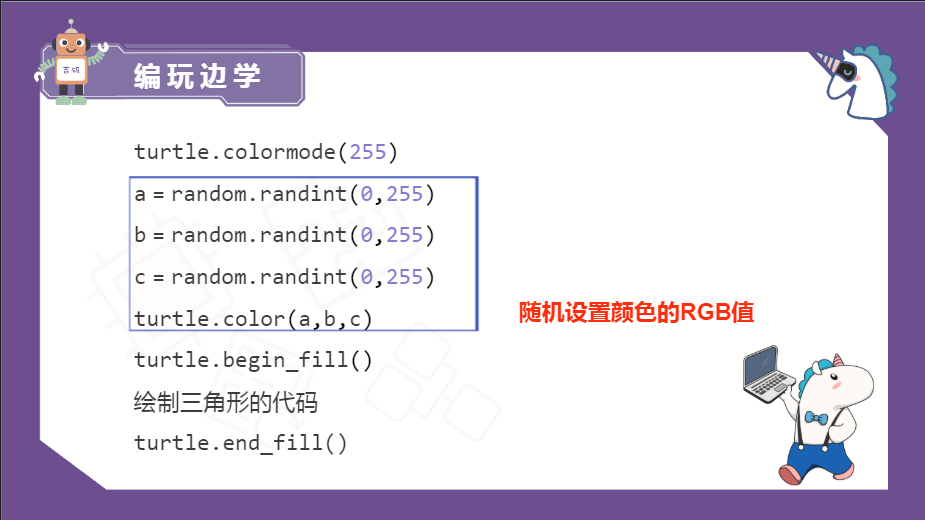 编玩边学
turtle.colormode(255)
a = random.randint(0,255)
b = random.randint(0,255)
c = random.randint(0,255)
turtle.color(a,b,c)
随机设置颜色的RGB值
turtle.begin_fill()
绘制三角形的代码
turtle.end_fill()